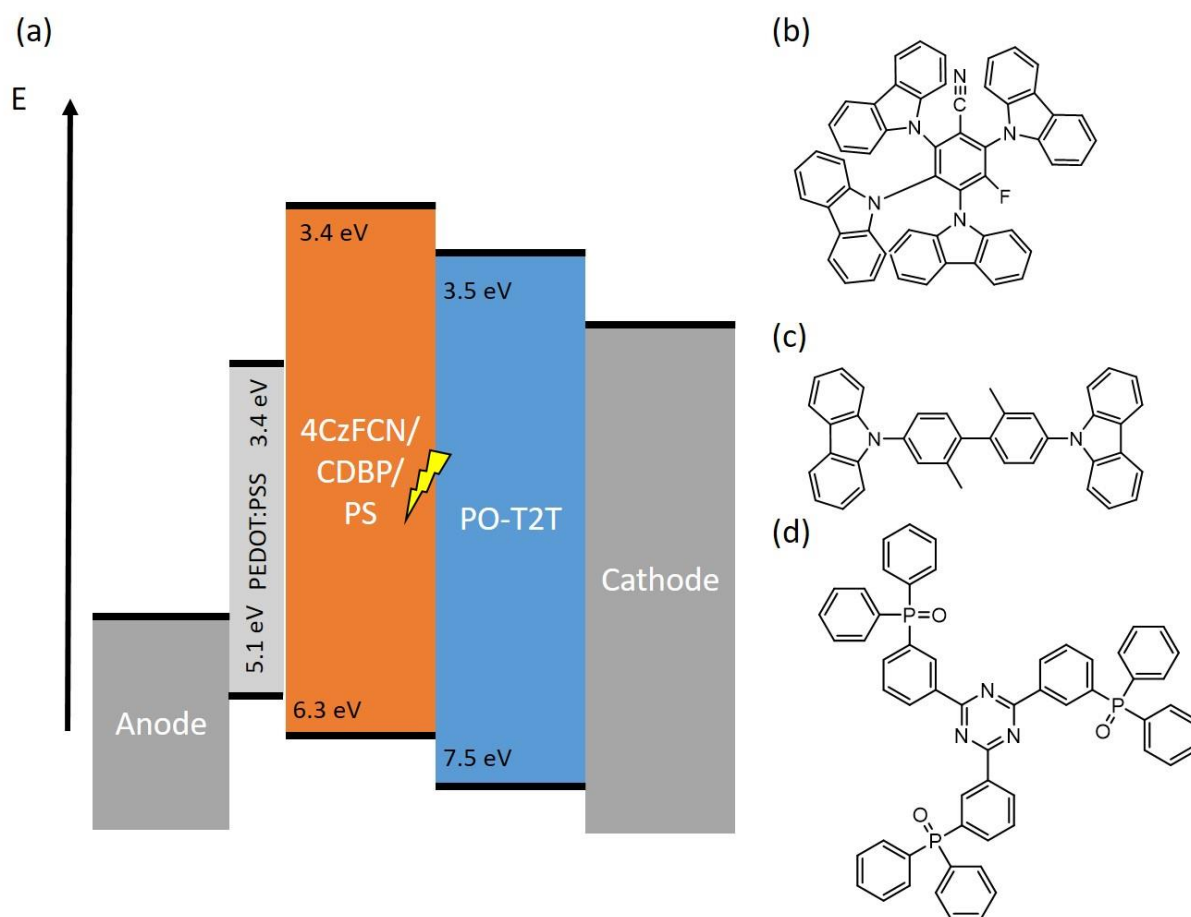 (a)
E
3.4 eV
3.5 eV
5.1 eV PEDOT:PSS 3.4 eV
4CzFCN/
CDBP/
PS
PO-T2T
Cathode
Anode
6.3 eV
7.5 eV
(b)
N
C
N
N
N
F
N
(c)
N
N
(d)
P=O
N
N
N
P
O
O
P